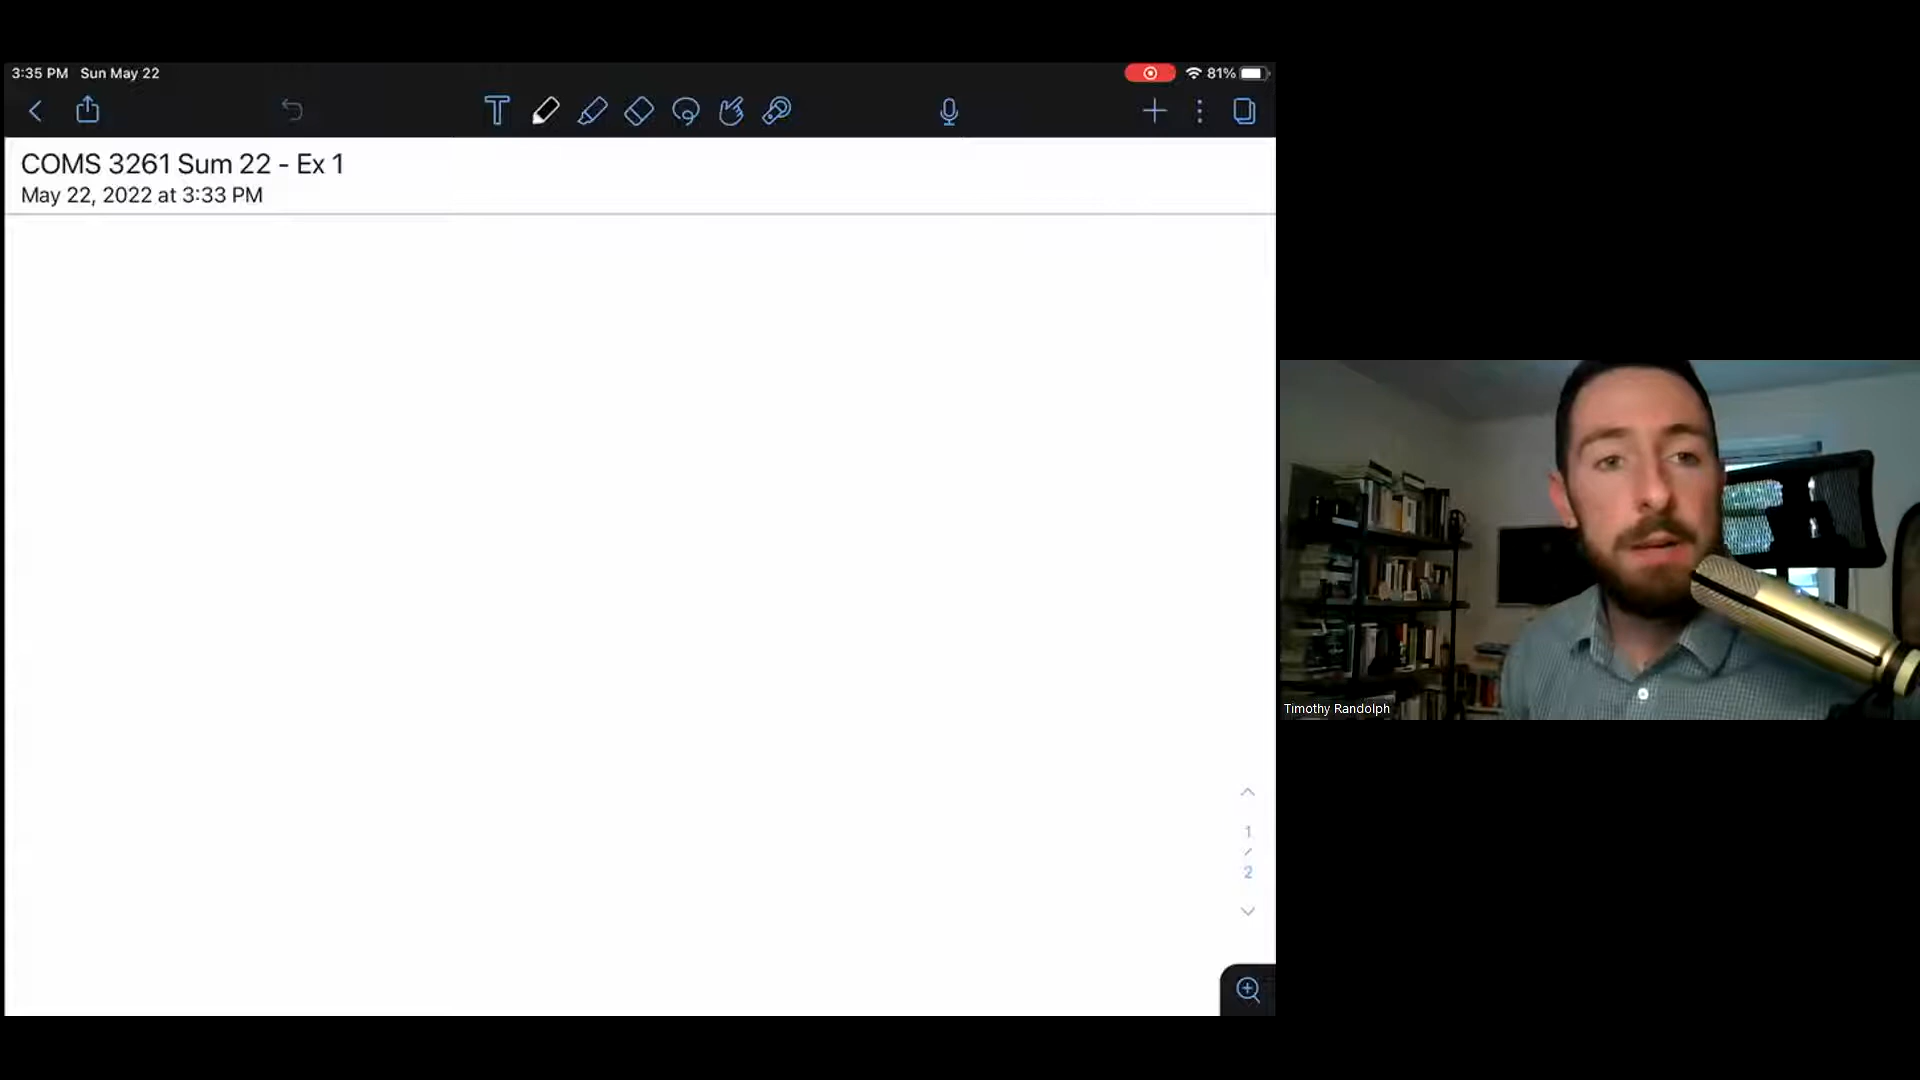 3:35 PM Sun May 22
81%
COMS 3261 Sum 22 - Ex 1
May 22, 2022 at 3:33 PM
1
/
2
Timothy Randolph